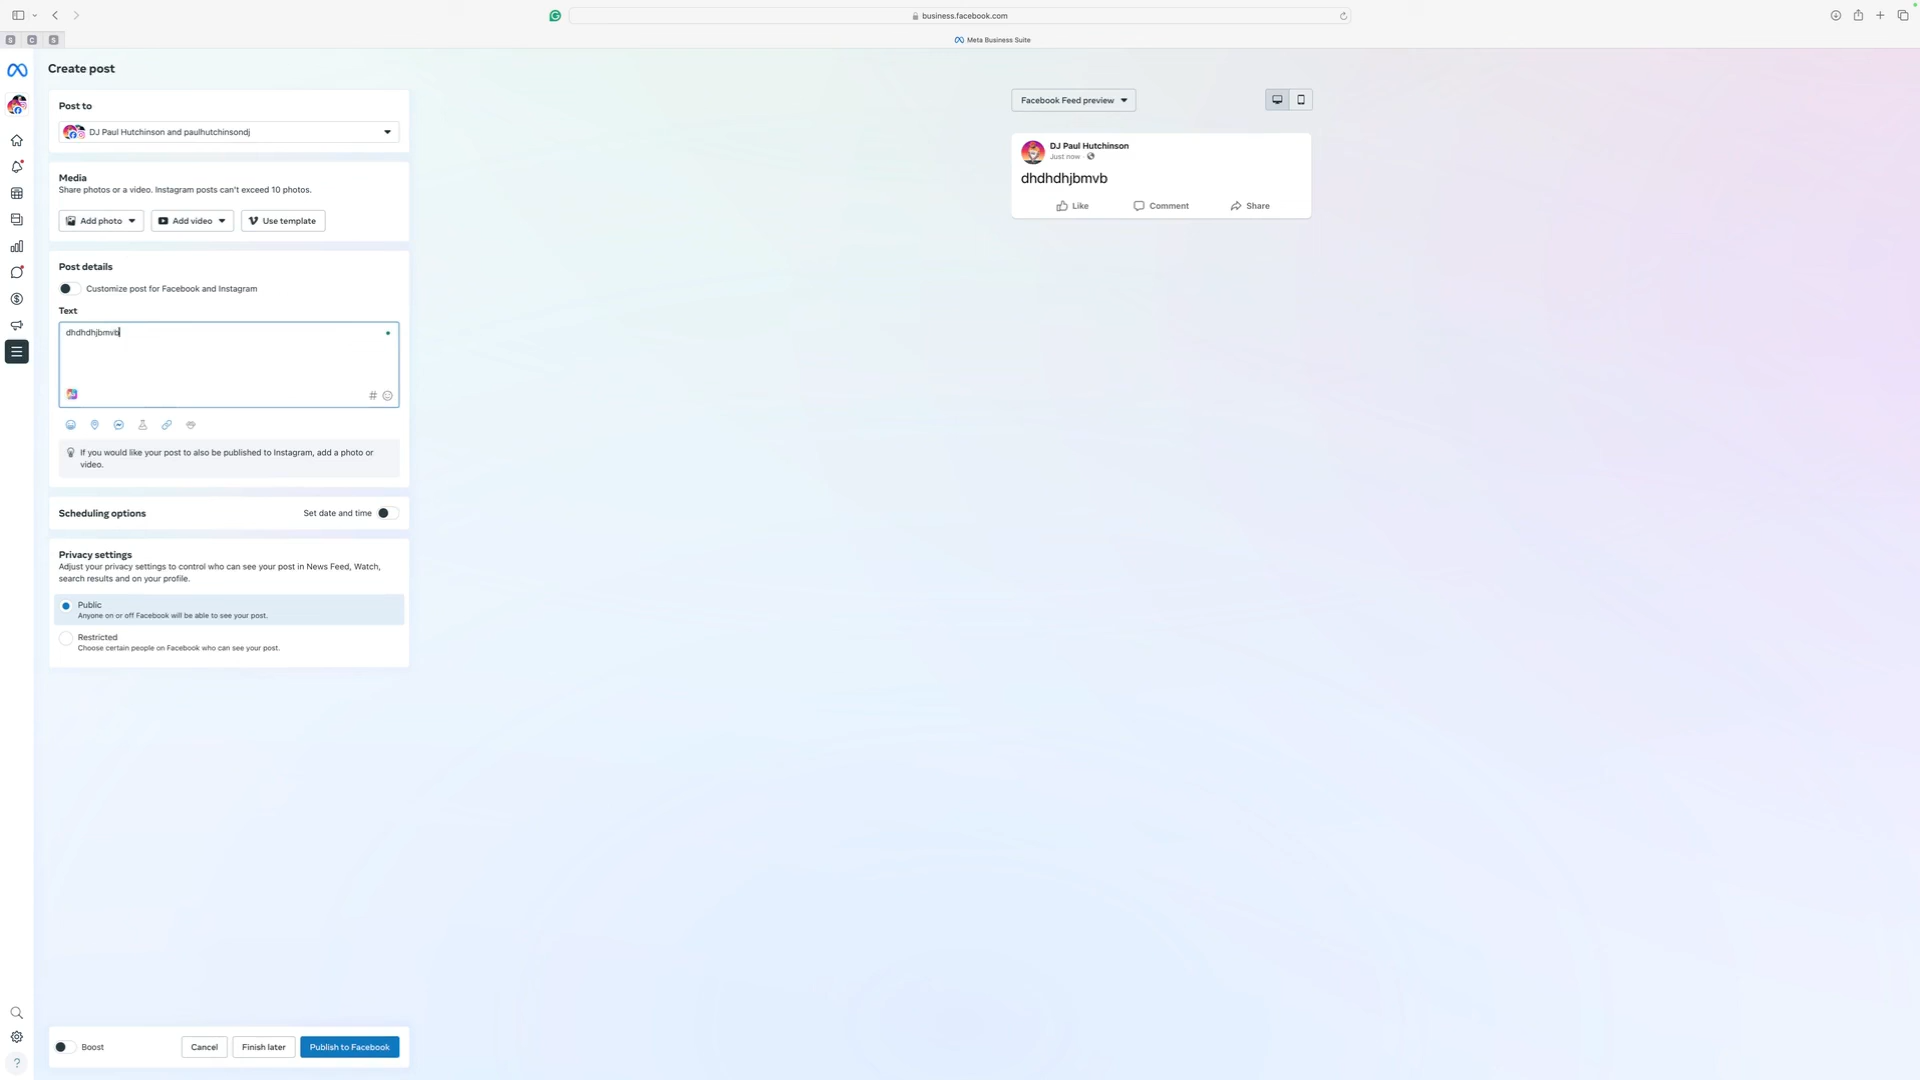 business.facebook.com
S
C
S
Meta Business Suite
Create post
Post to
DJ Paul Hutchinson and paulhutchinsondj
Media
Share photos or a video. Instagram posts can't exceed 10 photos.
Add photo
Add video
Use template
Post details
Customize post for Facebook and Instagram
Text
dhdhdhjbmvb
#
If you would like your post to also be published to Instagram, add a photo or
video.
Scheduling options
Set date and time
Privacy settings
Adjust your privacy settings to control who can see your post in News Feed, Watch,
search results and on your profile.
Public
Anyone on or off Facebook will be able to see your post.
Restricted
Choose certain people on Facebook who can see your post.
Boost
Cancel
Finish later
Publish to Facebook
?
Facebook Feed preview
DJ Paul Hutchinson
Just now ·
dhdhdhjbmvb
Like
Comment
Share